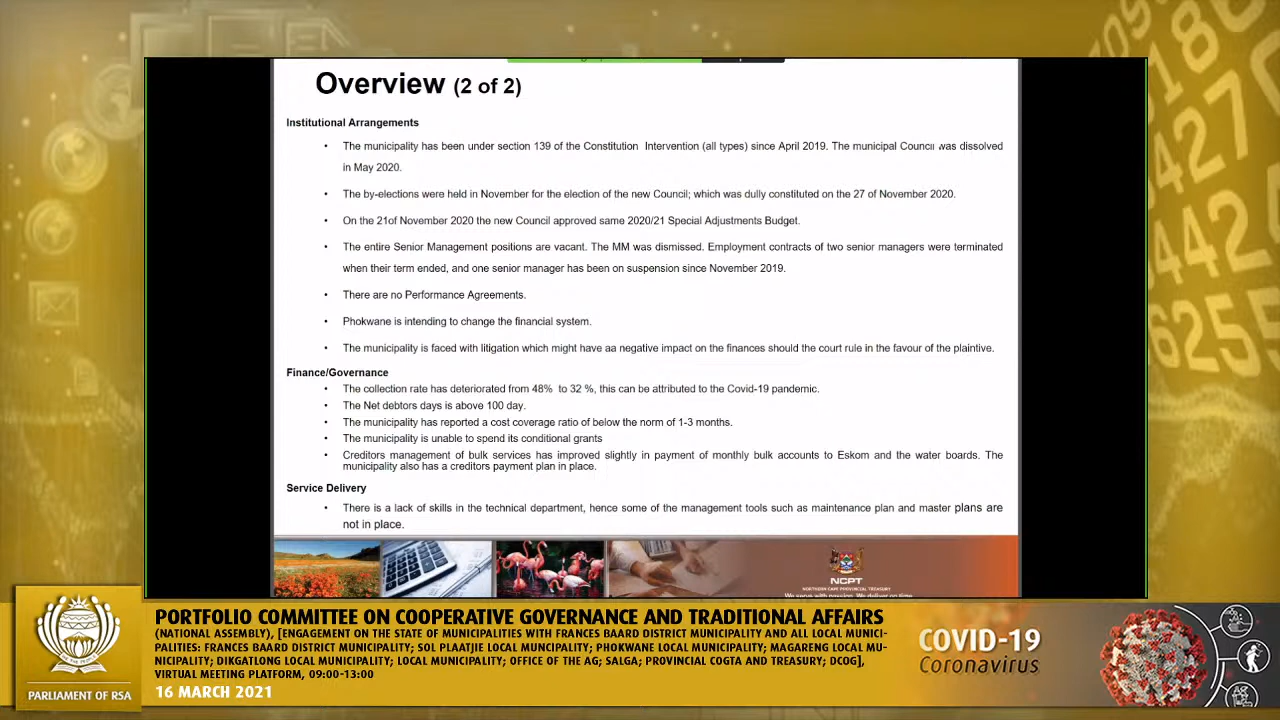 Overview (2 of 2)
Institutional Arrangements
• The municipality has been under section 139 of the Constitution Intervention (all types) since April 2019. The municipal Council was dissolved
in May 2020.
• The by-elections were held in November for the election of the new Council; which was dully constituted on the 27 of November 2020.
• On the 21of November 2020 the new Council approved same 2020/21 Special Adjustments Budget.
• The entire Senior Management positions are vacant. The MM was dismissed. Employment contracts of two senior managers were terminated
when their term ended, and one senior manager has been on suspension since November 2019.
• There are no Performance Agreements.
• Phokwane is intending to change the financial system.
• The municipality is faced with litigation which might have aa negative impact on the finances should the court rule in the favour of the plaintive.
Finance/Governance
• The collection rate has deteriorated from 48% to 32 %, this can be attributed to the Covid-19 pandemic.
• The Net debtors days is above 100 day.
• The municipality has reported a cost coverage ratio of below the norm of 1-3 months.
• The municipality is unable to spend its conditional grants
• Creditors management of bulk services has improved slightly in payment of monthly bulk accounts to Eskom and the water boards. The
municipality also has a creditors payment plan in place.
Service Delivery
• There is a lack of skills in the technical department, hence some of the management tools such as maintenance plan and master plans are
not in place.
NCPT
NORTHERN CAPE PROVINCIAL TREASURY
We serve with passion. We deliver on time
PORTFOLIO COMMITTEE ON COOPERATIVE GOVERNANCE AND TRADITIONAL AFFAIRS
(NATIONAL ASSEMBLY), [ENGAGEMENT ON THE STATE OF MUNICIPALITIES WITH FRANCES BAARD DISTRICT MUNICIPALITY AND ALL LOCAL MUNICI-
PALITIES: FRANCES BAARD DISTRICT MUNICIPALITY; SOL PLAATJIE LOCAL MUNCIPALITY; PHOKWANE LOCAL MUNICIPALITY; MAGARENG LOCAL MU-
NICIPALITY; DIKGATLONG LOCAL MUNICIPALITY; LOCAL MUNICIPALITY; OFFICE OF THE AG; SALGA; PROVINCIAL COGTA AND TREASURY; DCOG],
VIRTUAL MEETING PLATFORM, 09:00-13:00
16 MARCH 2021
PARLIAMENT OF RSA
COVID-19
Coronavirus